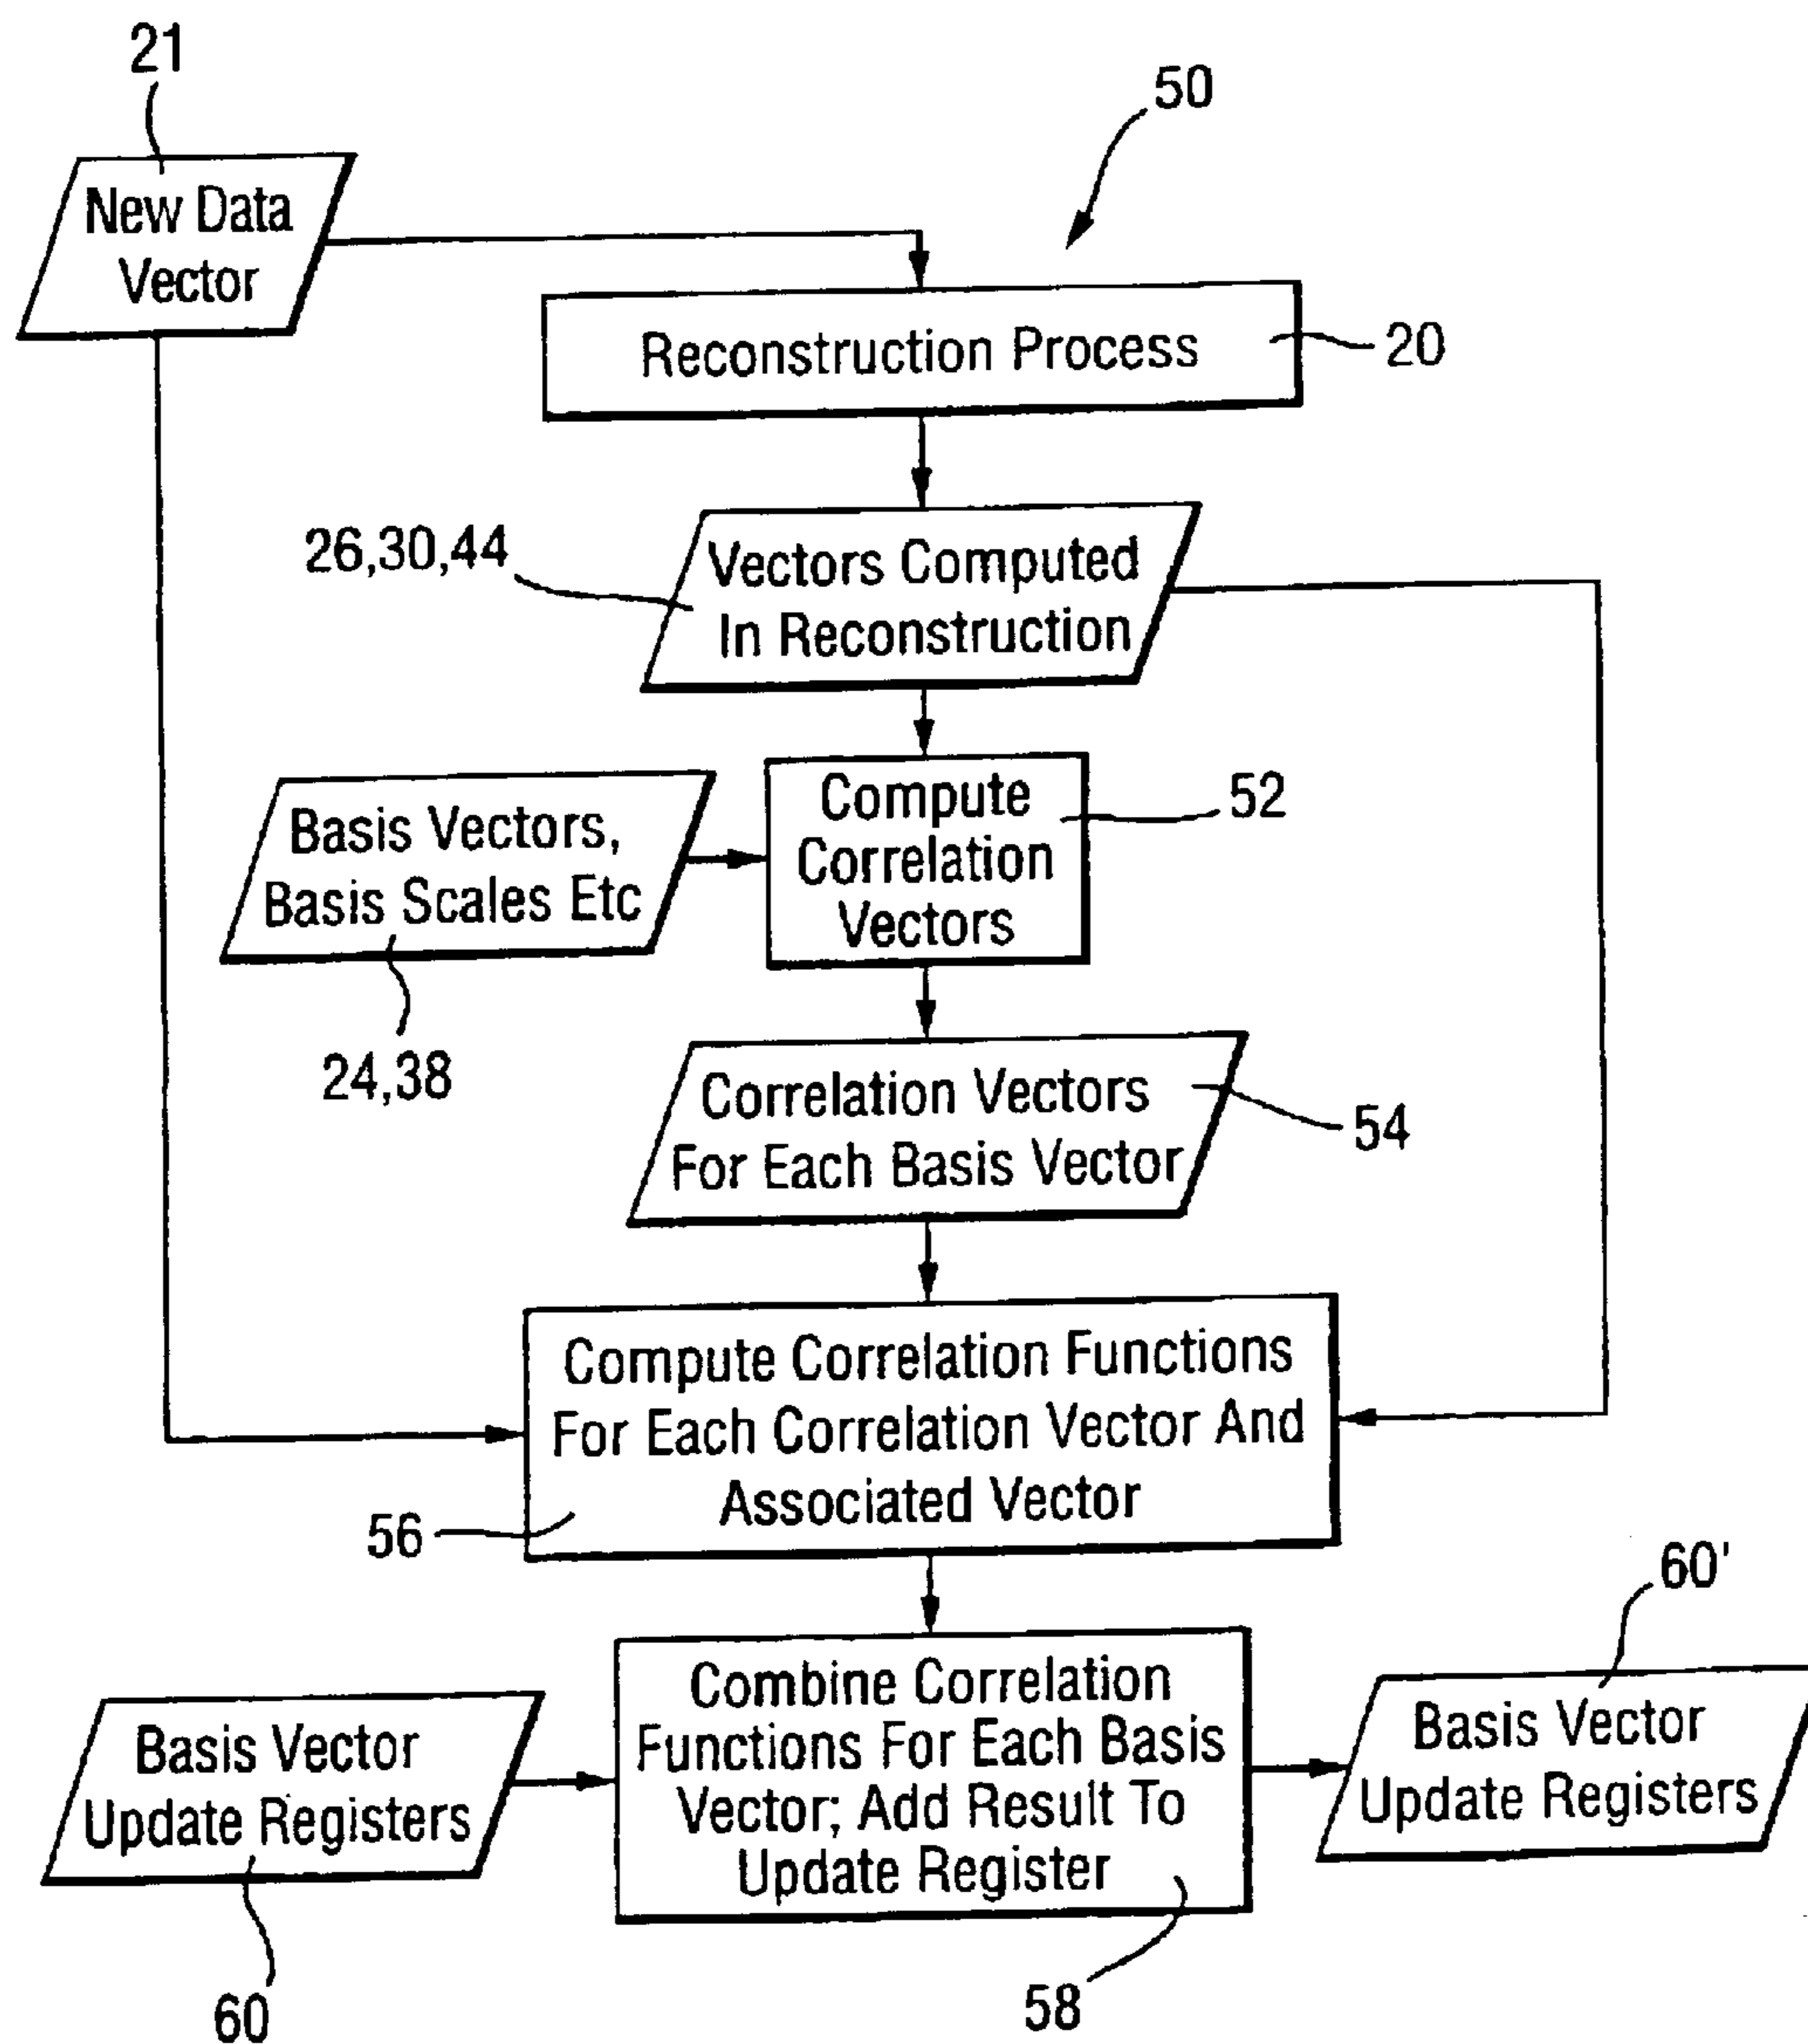 21
50
New Data
Vector
Reconstruction Process
20
26,30,44
Vectors Computed
In Reconstruction
Basis Vectors,
Basis Scales Etc
24,38
Compute
Correlation
Vectors
52
Correlation Vectors
For Each Basis Vector
54
Compute Correlation Functions
For Each Correlation Vector And
Associated Vector
56
60'
Basis Vector
Update Registers
60
Combine Correlation
Functions For Each Basis
Vector; Add Result To
Update Register
58
Basis Vector
Update Registers